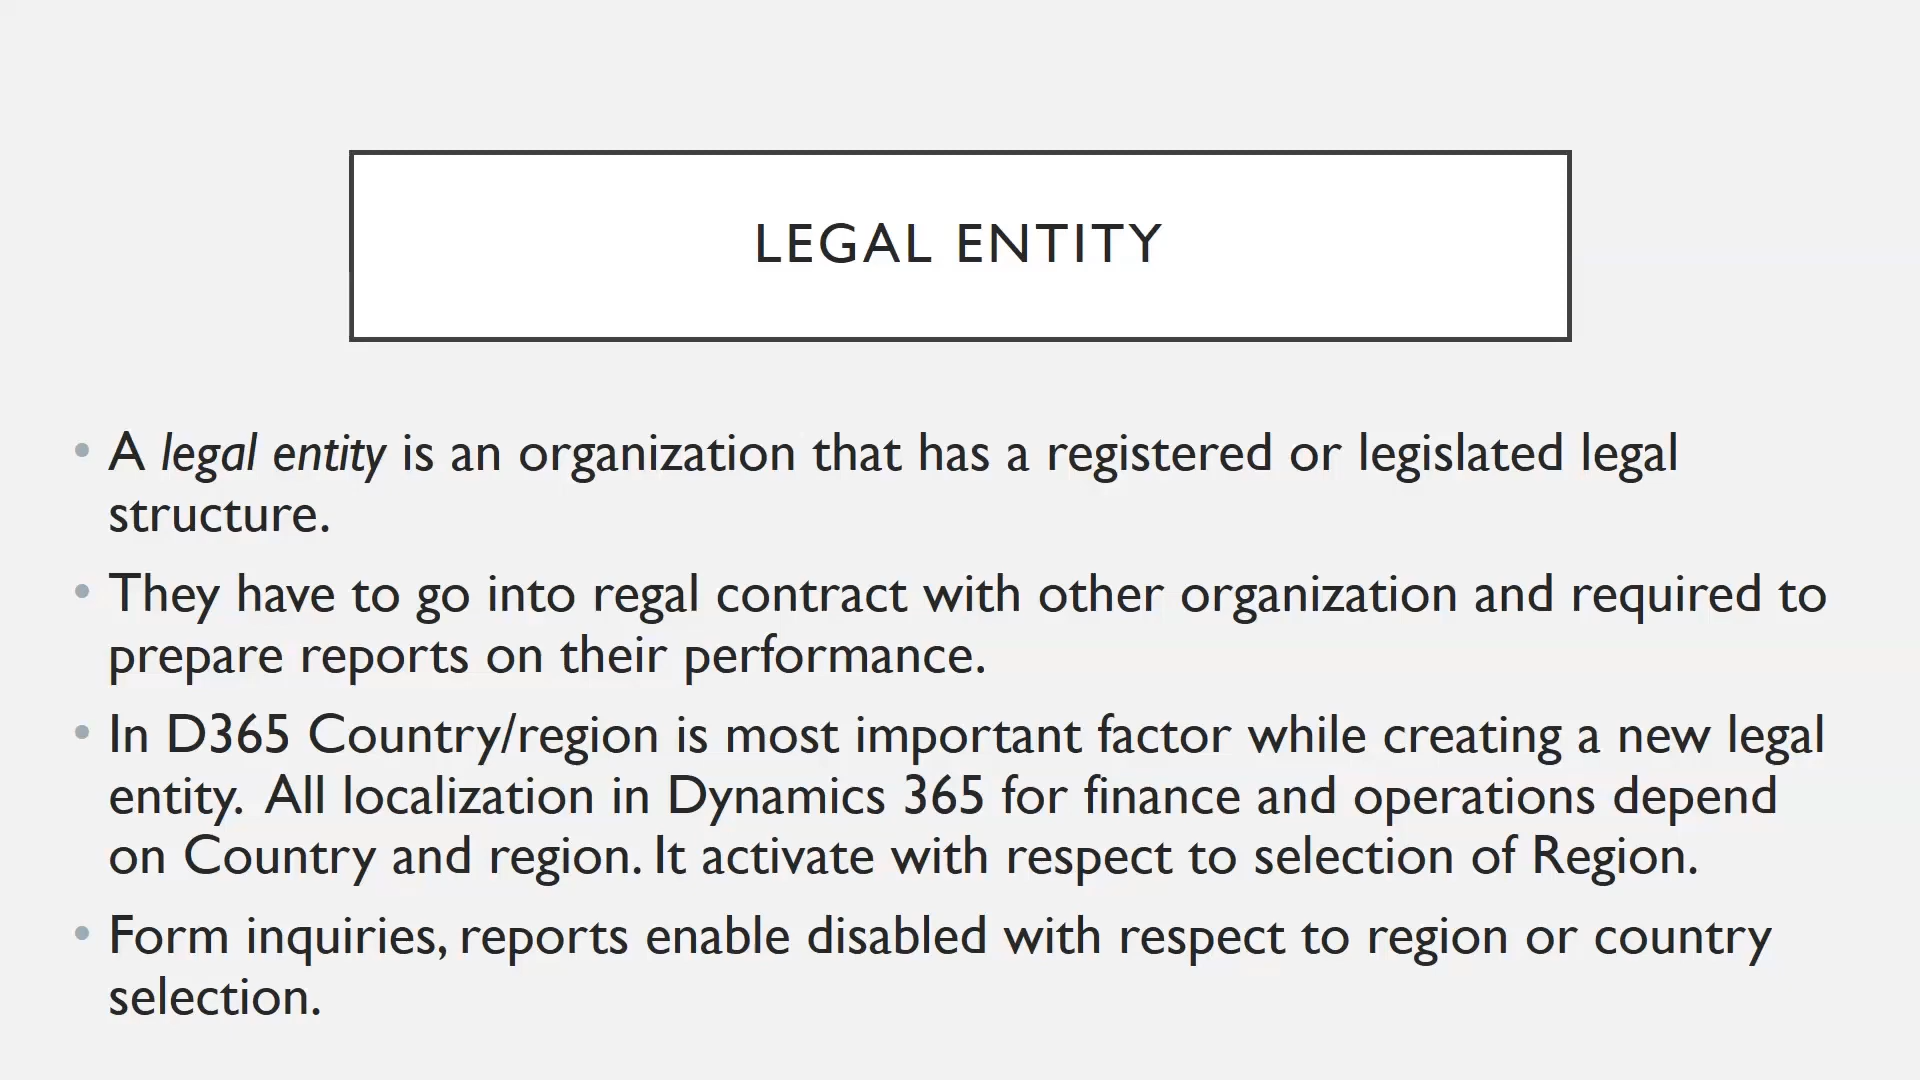 LEGAL ENTITY
• A legal entity is an organization that has a registered or legislated legal
structure.
• They have to go into regal contract with other organization and required to
prepare reports on their performance.
• In D365 Country/region is most important factor while creating a new legal
entity.  All localization in Dynamics 365 for finance and operations depend
on Country and region. It activate with respect to selection of Region.
• Form inquiries, reports enable disabled with respect to region or country
selection.